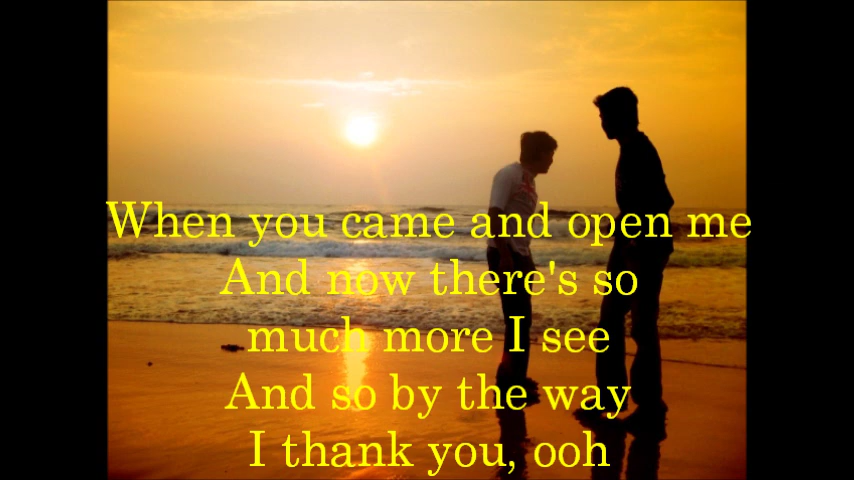 When you came and open me
And now there's so
much more I see
And so by the way
I thank you, ooh